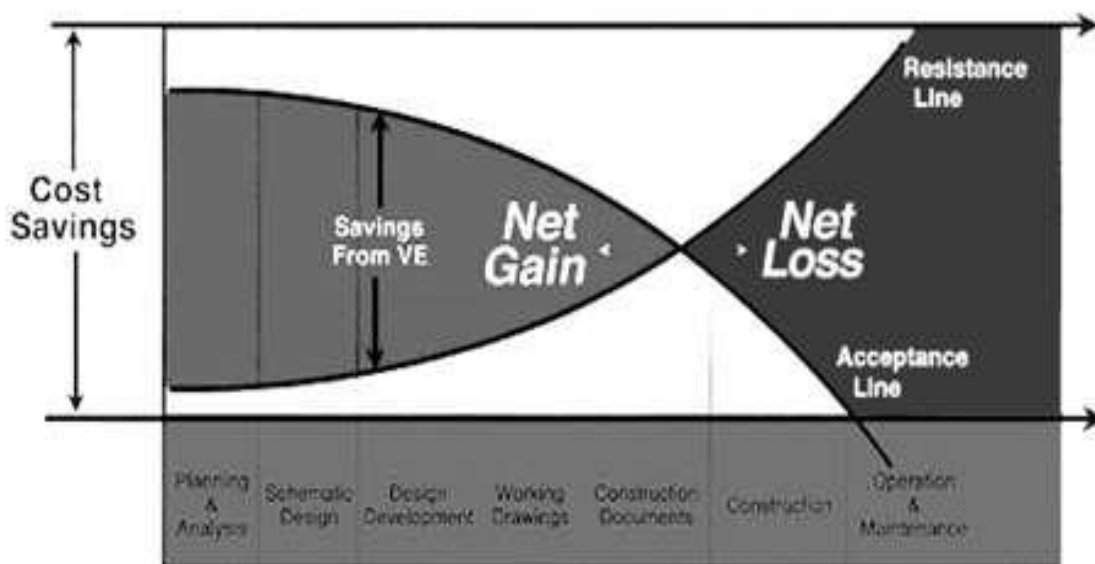 Cost
Savings
Savings
From VE
Net
Gain
Net
Loss
Resistance
Line
Acceptance
Line
Planning
&
Analysis
Schematic
Design
Design
Development
Working
Drawings
Construction
Documents
Construction
Operation
&
Maintenance